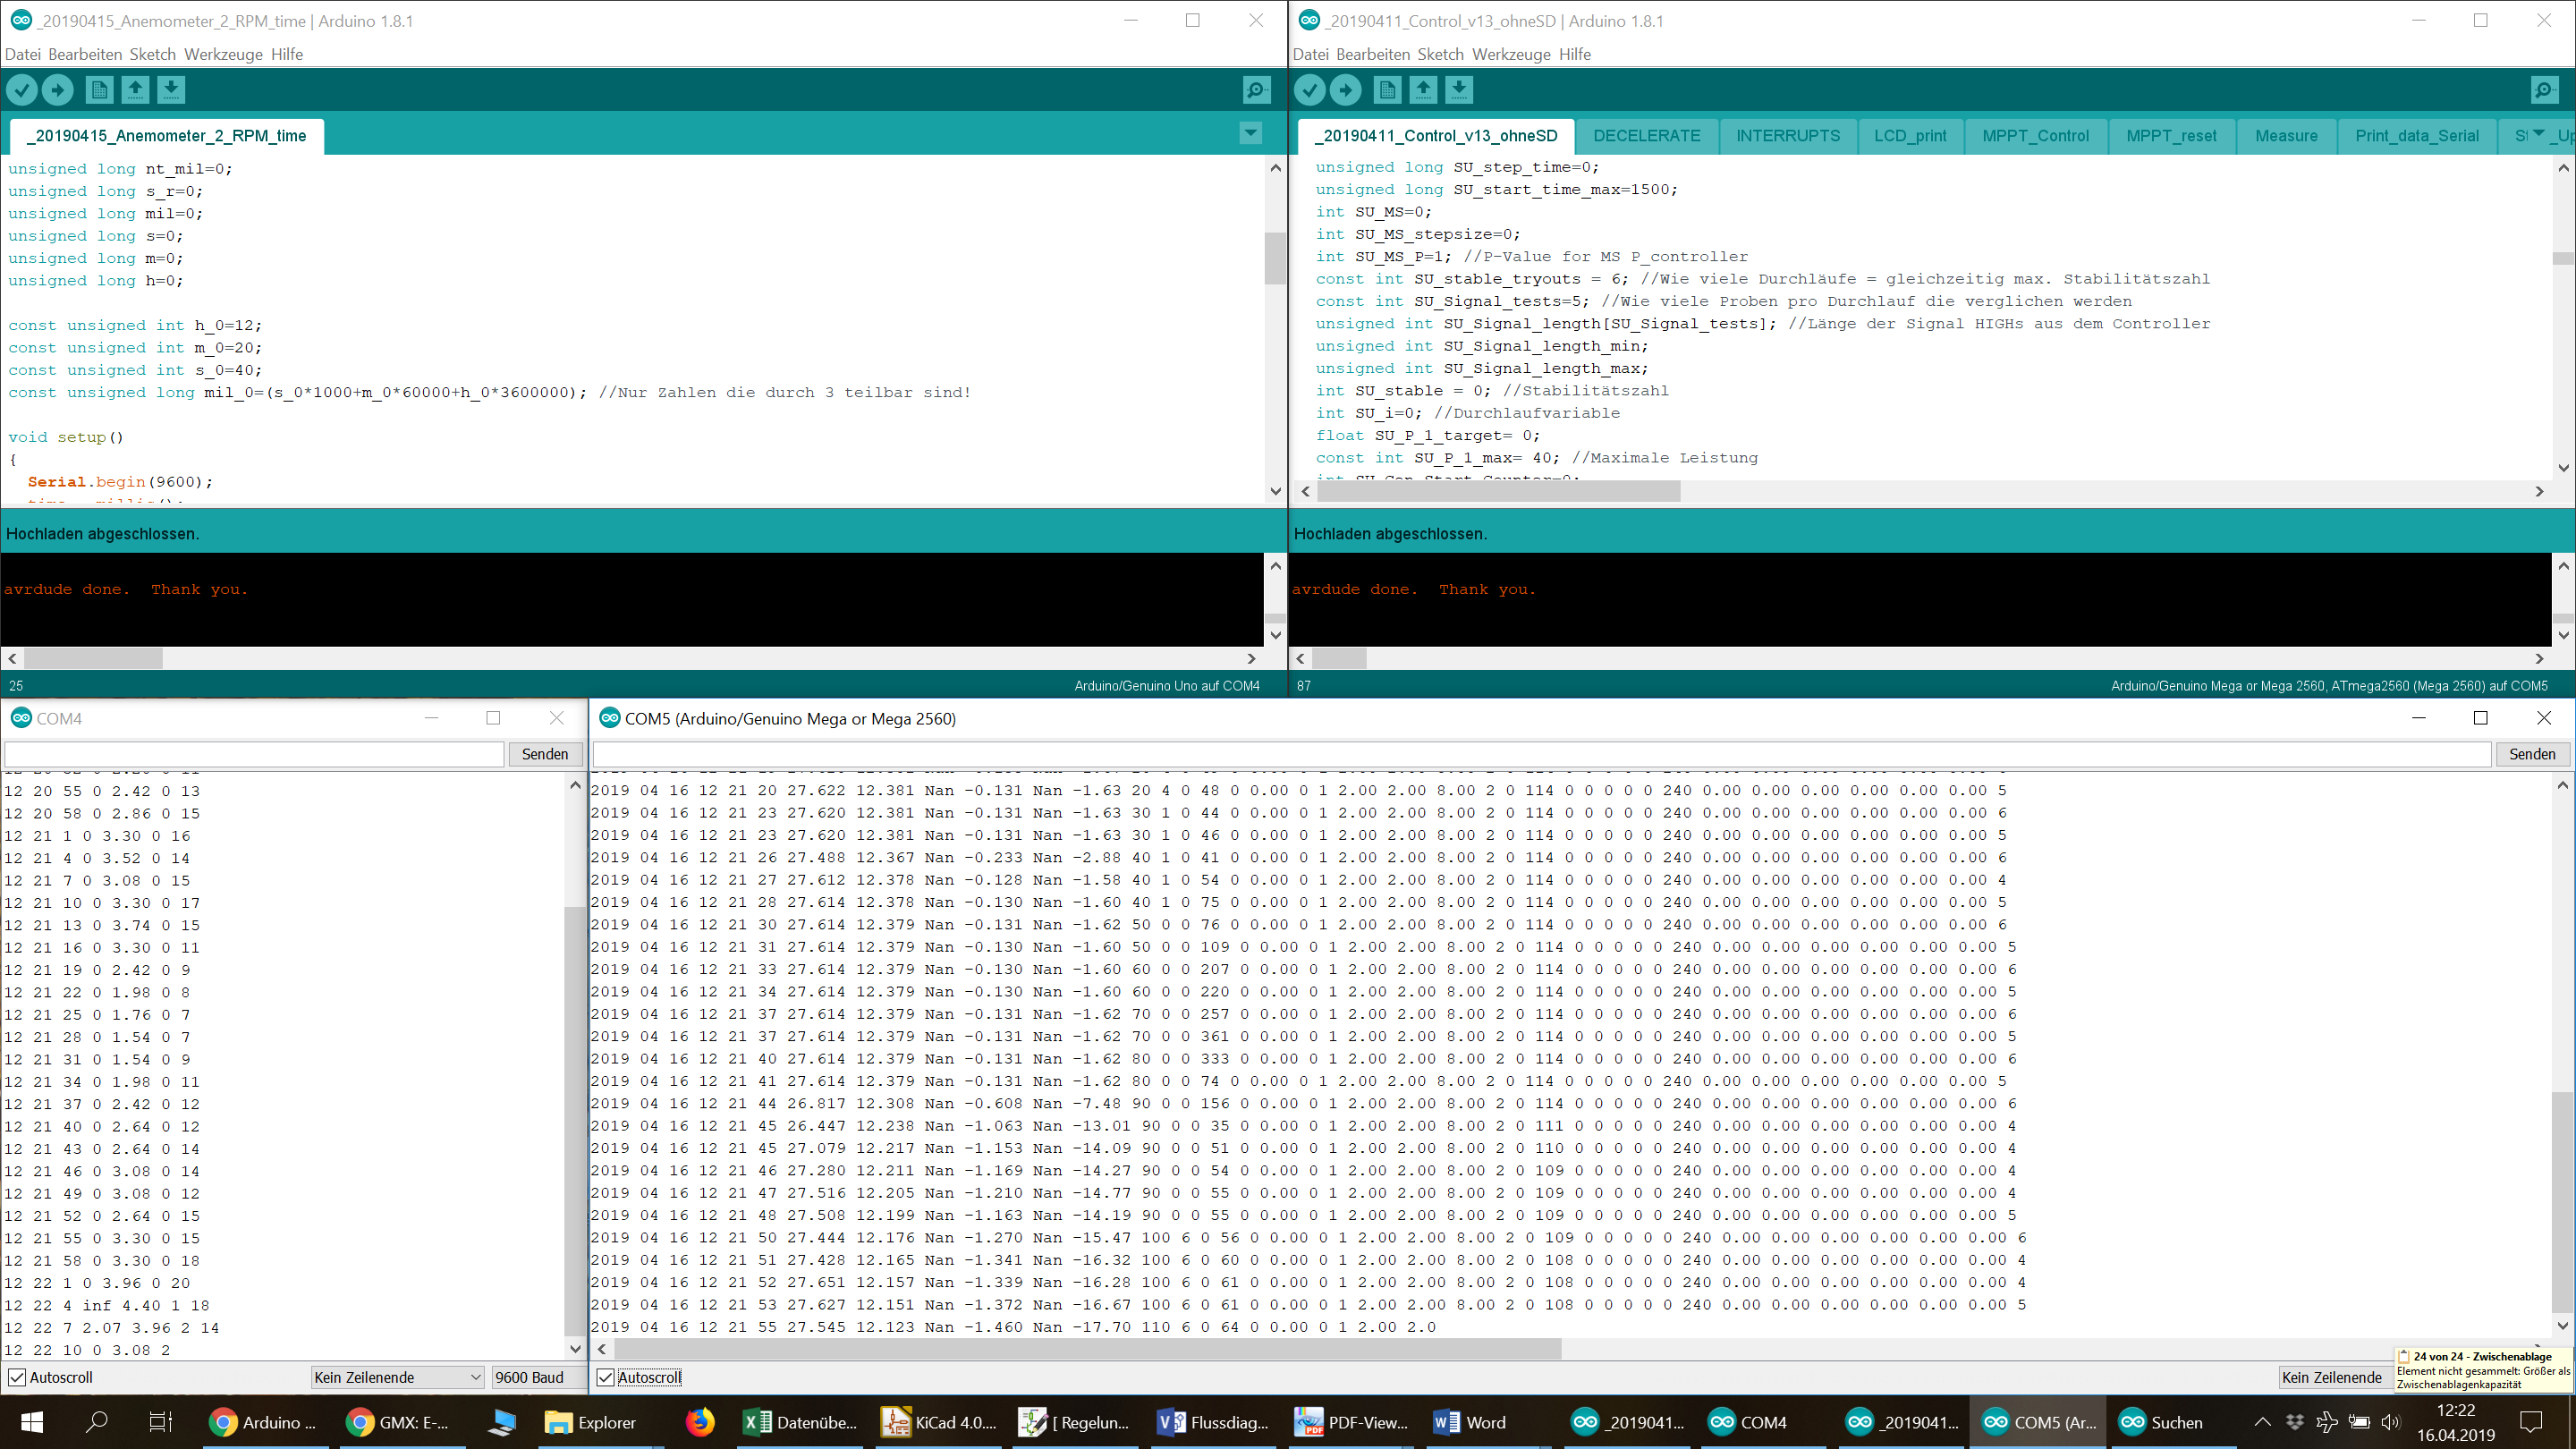 _20190415_Anemometer_2_RPM_time | Arduino 1.8.1
Datei Bearbeiten Sketch Werkzeuge Hilfe
_20190415_Anemometer_2_RPM_time
unsigned long nt_mil=0;
unsigned long s_r=0;
unsigned long mil=0;
unsigned long s=0;
unsigned long m=0;
unsigned long h=0;
const unsigned int h_0=12;
const unsigned int m_0=20;
const unsigned int s_0=40;
const unsigned long mil_0=(s_0*1000+m_0*60000+h_0*3600000); //Nur Zahlen die durch 3 teilbar sind!
void setup()
{
Serial.begin(9600);
Hochladen abgeschlossen.
avrdude done.  Thank you.
25
Arduino/Genuino Uno auf COM4
_20190411_Control_v13_ohneSD | Arduino 1.8.1
Datei Bearbeiten Sketch Werkzeuge Hilfe
_20190411_Control_v13_ohneSD DECELERATE INTERRUPTS LCD_print MPPT_Control MPPT_reset Measure Print_data_Serial
unsigned long SU_step_time=0;
unsigned long SU_start_time_max=1500;
int SU_MS=0;
int SU_MS_stepsize=0;
int SU_MS_P=1; //P-Value for MS P_controller
const int SU_stable_tryouts = 6; //Wie viele Durchläufe = gleichzeitig max. Stabilitätszahl
const int SU_Signal_tests=5; //Wie viele Proben pro Durchlauf die verglichen werden
unsigned int SU_Signal_length[SU_Signal_tests]; //Länge der Signal HIGHs aus dem Controller
unsigned int SU_Signal_length_min;
unsigned int SU_Signal_length_max;
int SU_stable = 0; //Stabilitätszahl
int SU_i=0; //Durchlaufvariable
float SU_P_1_target= 0;
const int SU_P_1_max= 40; //Maximale Leistung
Hochladen abgeschlossen.
avrdude done.  Thank you.
87
Arduino/Genuino Mega or Mega 2560, ATmega2560 (Mega 2560) auf COM5
COM4
Senden
12 20 55 0 2.42 0 13
12 20 58 0 2.86 0 15
12 21 1 0 3.30 0 16
12 21 4 0 3.52 0 14
12 21 7 0 3.08 0 15
12 21 10 0 3.30 0 17
12 21 13 0 3.74 0 15
12 21 16 0 3.30 0 11
12 21 19 0 2.42 0 9
12 21 22 0 1.98 0 8
12 21 25 0 1.76 0 7
12 21 28 0 1.54 0 7
12 21 31 0 1.54 0 9
12 21 34 0 1.98 0 11
12 21 37 0 2.42 0 12
12 21 40 0 2.64 0 12
12 21 43 0 2.64 0 14
12 21 46 0 3.08 0 14
12 21 49 0 3.08 0 12
12 21 52 0 2.64 0 15
12 21 55 0 3.30 0 15
12 21 58 0 3.30 0 18
12 22 1 0 3.96 0 20
12 22 4 inf 4.40 1 18
12 22 7 2.07 3.96 2 14
12 22 10 0 3.08 2
Autoscroll Kein Zeilenende 9600 Baud
COM5 (Arduino/Genuino Mega or Mega 2560)
Senden
2019 04 16 12 21 20 27.622 12.381 Nan -0.131 Nan -1.63 20 4 0 48 0 0.00 0 1 2.00 2.00 8.00 2 0 114 0 0 0 0 0 240 0.00 0.00 0.00 0.00 0.00 0.00 5
2019 04 16 12 21 23 27.620 12.381 Nan -0.131 Nan -1.63 30 1 0 44 0 0.00 0 1 2.00 2.00 8.00 2 0 114 0 0 0 0 0 240 0.00 0.00 0.00 0.00 0.00 0.00 6
2019 04 16 12 21 23 27.620 12.381 Nan -0.131 Nan -1.63 30 1 0 46 0 0.00 0 1 2.00 2.00 8.00 2 0 114 0 0 0 0 0 240 0.00 0.00 0.00 0.00 0.00 0.00 5
2019 04 16 12 21 26 27.488 12.367 Nan -0.233 Nan -2.88 40 1 0 41 0 0.00 0 1 2.00 2.00 8.00 2 0 114 0 0 0 0 0 240 0.00 0.00 0.00 0.00 0.00 0.00 6
2019 04 16 12 21 27 27.612 12.378 Nan -0.128 Nan -1.58 40 1 0 54 0 0.00 0 1 2.00 2.00 8.00 2 0 114 0 0 0 0 0 240 0.00 0.00 0.00 0.00 0.00 0.00 4
2019 04 16 12 21 28 27.614 12.378 Nan -0.130 Nan -1.60 40 1 0 75 0 0.00 0 1 2.00 2.00 8.00 2 0 114 0 0 0 0 0 240 0.00 0.00 0.00 0.00 0.00 0.00 5
2019 04 16 12 21 30 27.614 12.379 Nan -0.131 Nan -1.62 50 0 0 76 0 0.00 0 1 2.00 2.00 8.00 2 0 114 0 0 0 0 0 240 0.00 0.00 0.00 0.00 0.00 0.00 6
2019 04 16 12 21 31 27.614 12.379 Nan -0.130 Nan -1.60 50 0 0 109 0 0.00 0 1 2.00 2.00 8.00 2 0 114 0 0 0 0 0 240 0.00 0.00 0.00 0.00 0.00 0.00 5
2019 04 16 12 21 33 27.614 12.379 Nan -0.130 Nan -1.60 60 0 0 207 0 0.00 0 1 2.00 2.00 8.00 2 0 114 0 0 0 0 0 240 0.00 0.00 0.00 0.00 0.00 0.00 6
2019 04 16 12 21 34 27.614 12.379 Nan -0.130 Nan -1.60 60 0 0 220 0 0.00 0 1 2.00 2.00 8.00 2 0 114 0 0 0 0 0 240 0.00 0.00 0.00 0.00 0.00 0.00 5
2019 04 16 12 21 37 27.614 12.379 Nan -0.131 Nan -1.62 70 0 0 257 0 0.00 0 1 2.00 2.00 8.00 2 0 114 0 0 0 0 0 240 0.00 0.00 0.00 0.00 0.00 0.00 6
2019 04 16 12 21 37 27.614 12.379 Nan -0.131 Nan -1.62 70 0 0 361 0 0.00 0 1 2.00 2.00 8.00 2 0 114 0 0 0 0 0 240 0.00 0.00 0.00 0.00 0.00 0.00 5
2019 04 16 12 21 40 27.614 12.379 Nan -0.131 Nan -1.62 80 0 0 333 0 0.00 0 1 2.00 2.00 8.00 2 0 114 0 0 0 0 0 240 0.00 0.00 0.00 0.00 0.00 0.00 6
2019 04 16 12 21 41 27.614 12.379 Nan -0.131 Nan -1.62 80 0 0 74 0 0.00 0 1 2.00 2.00 8.00 2 0 114 0 0 0 0 0 240 0.00 0.00 0.00 0.00 0.00 0.00 5
2019 04 16 12 21 44 26.817 12.308 Nan -0.608 Nan -7.48 90 0 0 156 0 0.00 0 1 2.00 2.00 8.00 2 0 114 0 0 0 0 0 240 0.00 0.00 0.00 0.00 0.00 0.00 6
2019 04 16 12 21 45 26.447 12.238 Nan -1.063 Nan -13.01 90 0 0 35 0 0.00 0 1 2.00 2.00 8.00 2 0 111 0 0 0 0 0 240 0.00 0.00 0.00 0.00 0.00 0.00 4
2019 04 16 12 21 45 27.079 12.217 Nan -1.153 Nan -14.09 90 0 0 51 0 0.00 0 1 2.00 2.00 8.00 2 0 110 0 0 0 0 0 240 0.00 0.00 0.00 0.00 0.00 0.00 4
2019 04 16 12 21 46 27.280 12.211 Nan -1.169 Nan -14.27 90 0 0 54 0 0.00 0 1 2.00 2.00 8.00 2 0 109 0 0 0 0 0 240 0.00 0.00 0.00 0.00 0.00 0.00 4
2019 04 16 12 21 47 27.516 12.205 Nan -1.210 Nan -14.77 90 0 0 55 0 0.00 0 1 2.00 2.00 8.00 2 0 109 0 0 0 0 0 240 0.00 0.00 0.00 0.00 0.00 0.00 4
2019 04 16 12 21 48 27.508 12.199 Nan -1.163 Nan -14.19 90 0 0 55 0 0.00 0 1 2.00 2.00 8.00 2 0 109 0 0 0 0 0 240 0.00 0.00 0.00 0.00 0.00 0.00 5
2019 04 16 12 21 50 27.444 12.176 Nan -1.270 Nan -15.47 100 6 0 56 0 0.00 0 1 2.00 2.00 8.00 2 0 109 0 0 0 0 0 240 0.00 0.00 0.00 0.00 0.00 0.00 6
2019 04 16 12 21 51 27.428 12.165 Nan -1.341 Nan -16.32 100 6 0 60 0 0.00 0 1 2.00 2.00 8.00 2 0 108 0 0 0 0 0 240 0.00 0.00 0.00 0.00 0.00 0.00 4
2019 04 16 12 21 52 27.651 12.157 Nan -1.339 Nan -16.28 100 6 0 61 0 0.00 0 1 2.00 2.00 8.00 2 0 108 0 0 0 0 0 240 0.00 0.00 0.00 0.00 0.00 0.00 4
2019 04 16 12 21 53 27.627 12.151 Nan -1.372 Nan -16.67 100 6 0 61 0 0.00 0 1 2.00 2.00 8.00 2 0 108 0 0 0 0 0 240 0.00 0.00 0.00 0.00 0.00 0.00 5
2019 04 16 12 21 55 27.545 12.123 Nan -1.460 Nan -17.70 110 6 0 64 0 0.00 0 1 2.00 2.0
Autoscroll Kein Zeilenende
24 von 24 - Zwischenablage
Element nicht gesammelt: Größer als
Zwischenablagenkapazität
Arduino ... GMX: E-... Explorer Datenübe... KiCad 4.0.... [ Regelun... Flussdiag... PDF-View... Word _2019041... COM4 _2019041... COM5 (Ar... Suchen
12:22
16.04.2019